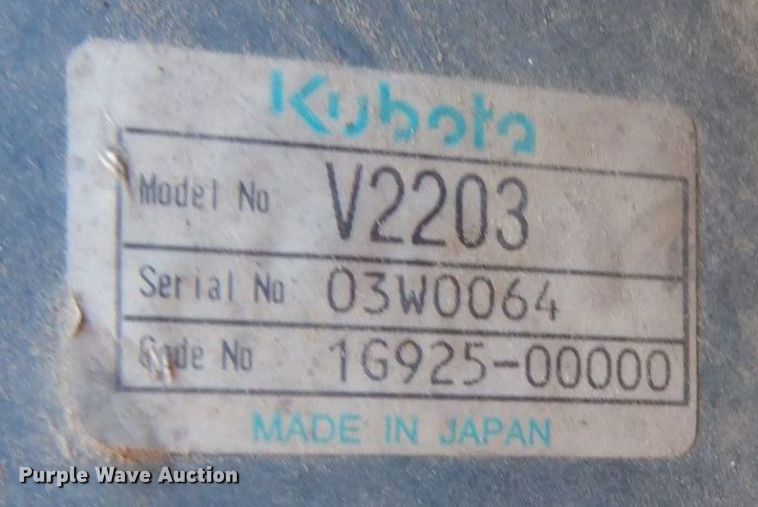 Kubota
Model No V2203
Serial No 03W0064
Code No 1G925-00000
MADE IN JAPAN
Purple Wave Auction